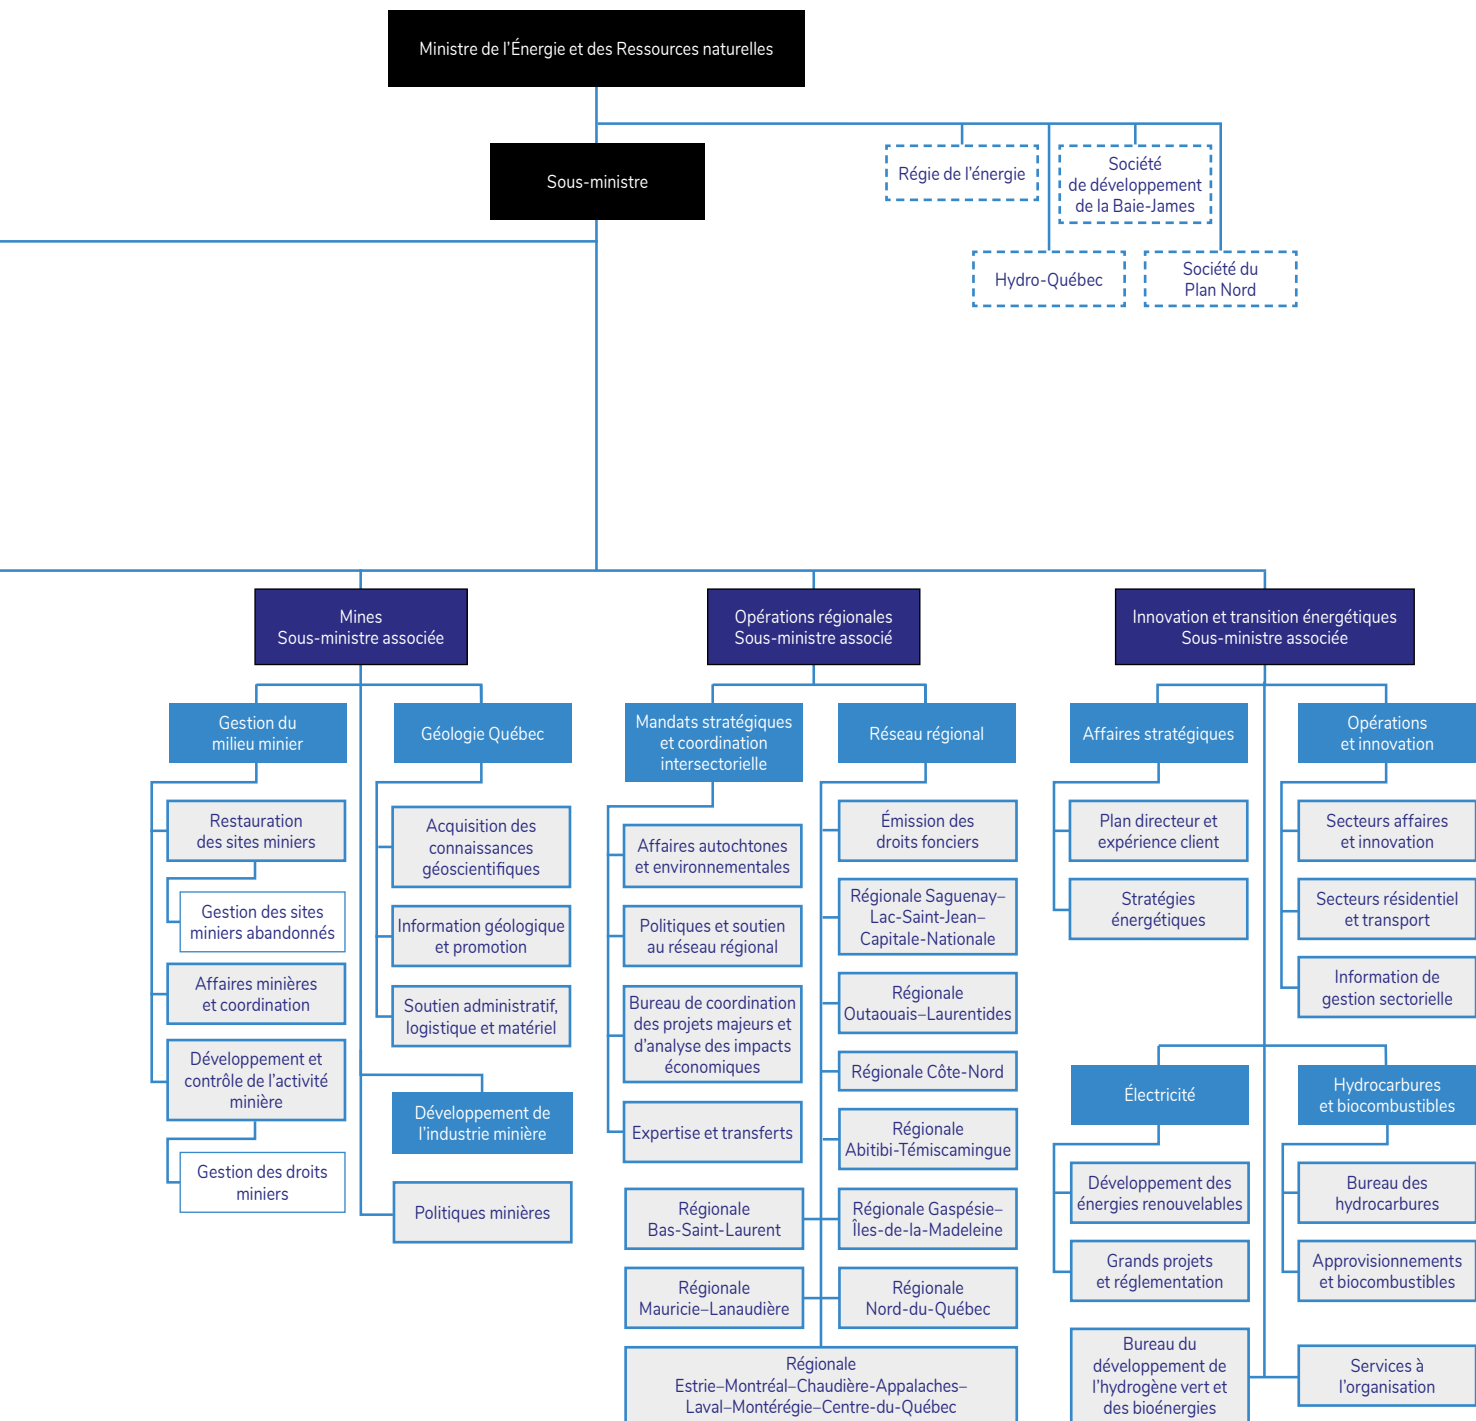 Ministre de l’Énergie et des Ressources naturelles
Sous-ministre
Régie de l’énergie
Société
de développement
de la Baie-James
Hydro-Québec
Société du
Plan Nord
Mines
Sous-ministre associée
Gestion du
milieu minier
Restauration
des sites miniers
Gestion des sites
miniers abandonnés
Affaires minières
et coordination
Développement et
contrôle de l’activité
minière
Gestion des droits
miniers
Géologie Québec
Acquisition des
connaissances
géoscientifiques
Information géologique
et promotion
Soutien administratif,
logistique et matériel
Développement de
l’industrie minière
Politiques minières
Opérations régionales
Sous-ministre associé
Mandats stratégiques
et coordination
intersectorielle
Affaires autochtones
et environnementales
Politiques et soutien
au réseau régional
Bureau de coordination
des projets majeurs et
d’analyse des impacts
économiques
Expertise et transferts
Réseau régional
Émission des
droits fonciers
Régionale Saguenay–
Lac-Saint-Jean–
Capitale-Nationale
Régionale
Outaouais–Laurentides
Régionale Côte-Nord
Régionale
Abitibi-Témiscamingue
Régionale
Bas-Saint-Laurent
Régionale Gaspésie–
Îles-de-la-Madeleine
Régionale
Mauricie–Lanaudière
Régionale
Nord-du-Québec
Régionale
Estrie–Montréal–Chaudière-Appalaches–
Laval–Montérégie–Centre-du-Québec
Innovation et transition énergétiques
Sous-ministre associée
Affaires stratégiques
Plan directeur et
expérience client
Stratégies
énergétiques
Opérations
et innovation
Secteurs affaires
et innovation
Secteurs résidentiel
et transport
Information de
gestion sectorielle
Électricité
Développement des
énergies renouvelables
Grands projets
et réglementation
Hydrocarbures
et biocombustibles
Bureau des
hydrocarbures
Approvisionnements
et biocombustibles
Bureau du
développement de
l’hydrogène vert et
des bioénergies
Services à
l’organisation